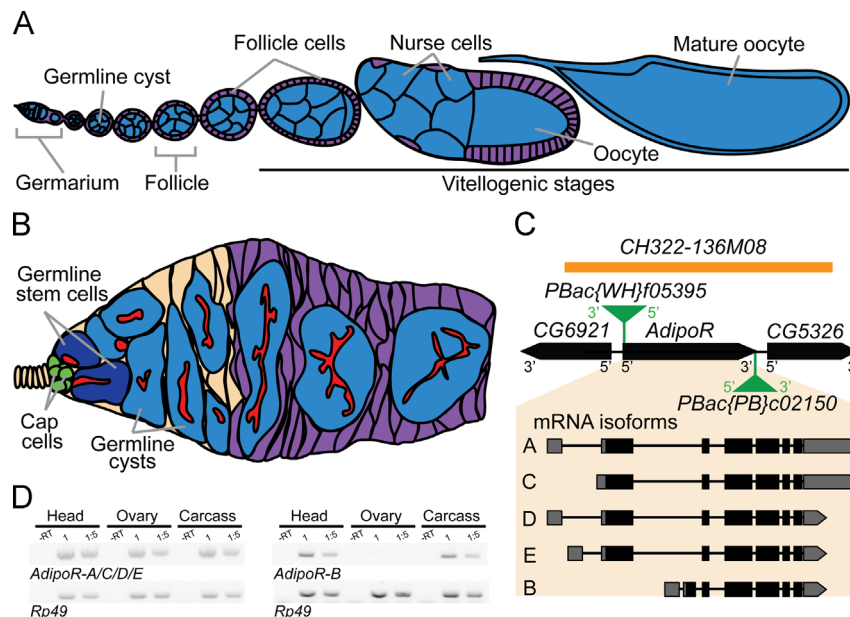 A
Follicle cells
Nurse cells
Mature oocyte
Germline cyst
Germarium
Follicle
Oocyte
Vitellogenic stages
B
Germline
stem cells
Cap
cells
Germline
cysts
C
CH322-136M08
PBac{WH}f05395
3’ 5’
CG6921 AdipoR CG5326
3’ 5’ 3’ 5’ 3’
5’ 3’
PBac{PB}c02150
mRNA isoforms
A
C
D
E
B
D
Head Ovary Carcass
-RT 1 1:5 -RT 1 1:5 -RT 1 1:5
AdipoR-A/C/D/E
Rp49
Head Ovary Carcass
-RT 1 1:5 -RT 1 1:5 -RT 1 1:5
AdipoR-B
Rp49